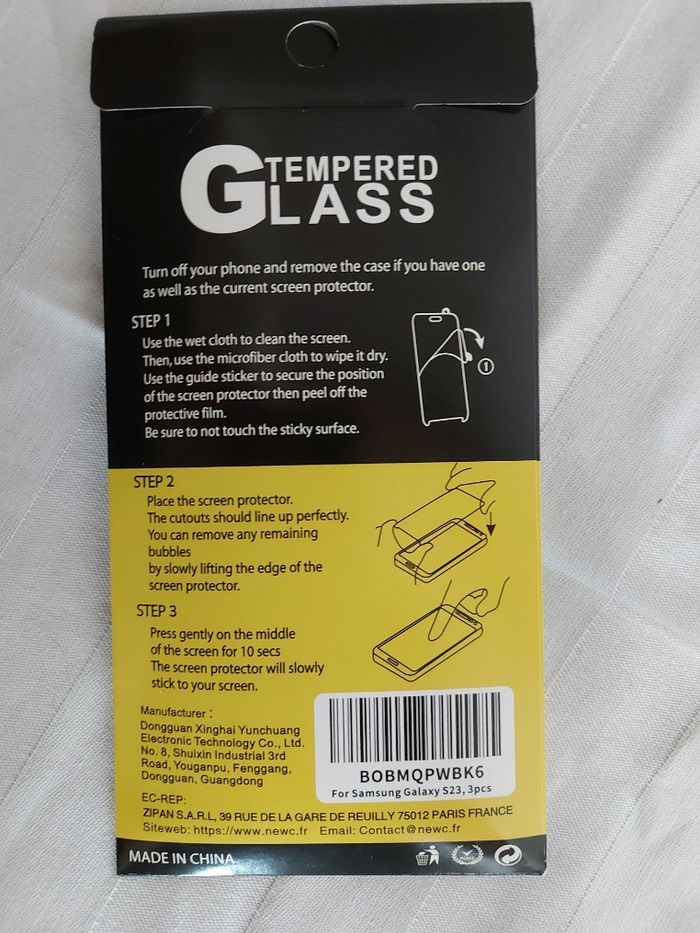 TEMPERED
GLASS
Turn off your phone and remove the case if you have one
as well as the current screen protector.
STEP 1
Use the wet cloth to clean the screen.
Then, use the microfiber cloth to wipe it dry.
Use the guide sticker to secure the position
of the screen protector then peel off the
protective film.
Be sure to not touch the sticky surface.
1
STEP 2
Place the screen protector.
The cutouts should line up perfectly.
You can remove any remaining
bubbles
by slowly lifting the edge of the
screen protector.
STEP 3
Press gently on the middle
of the screen for 10 secs
The screen protector will slowly
stick to your screen.
Manufacturer :
Dongguan Xinghai Yunchuang
Electronic Technology Co., Ltd.
No. 8, Shuixin Industrial 3rd
Road, Youganpu, Fenggang,
Dongguan, Guangdong
BOBMQPWBK6
For Samsung Galaxy S23, 3pcs
EC-REP:
ZIPAN S.A.R.L, 39 RUE DE LA GARE DE REUILLY 75012 PARIS FRANCE
Siteweb: https://www.newc.fr Email: Contact@newc.fr
MADE IN CHINA
ROHS